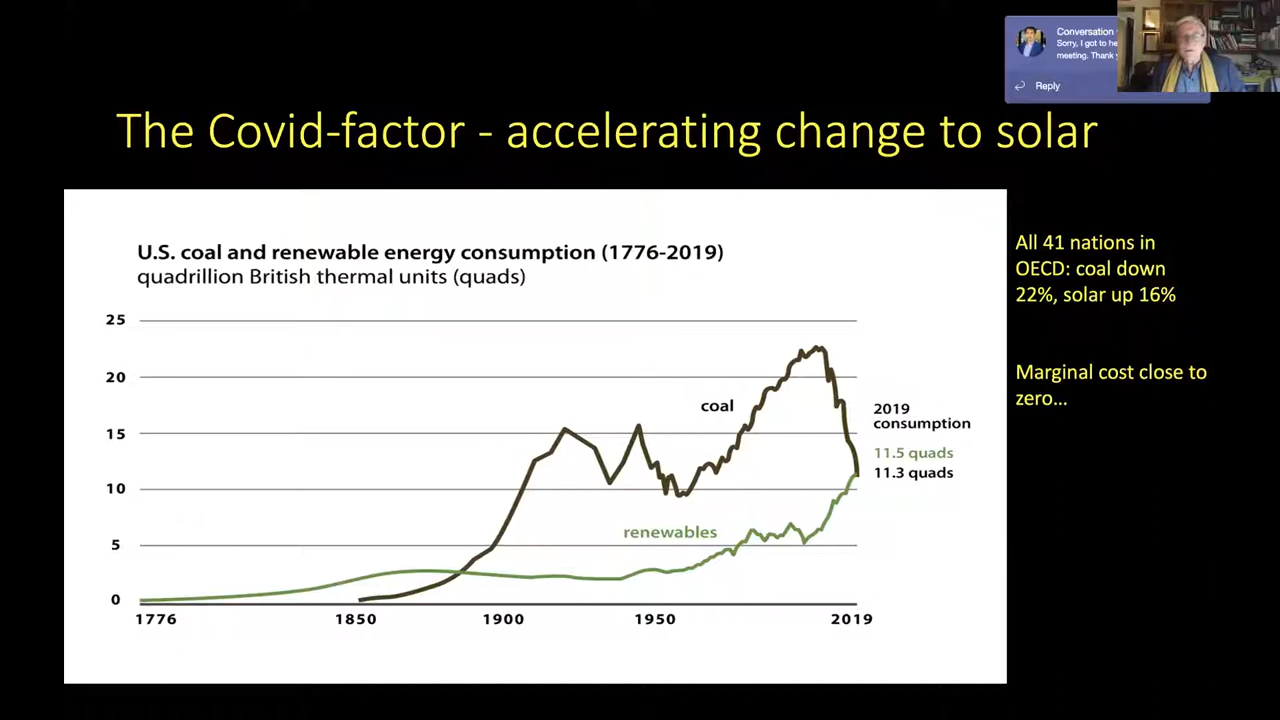 Conversation
Sorry, I got to he
meeting. Thank
Reply
The Covid-factor - accelerating change to solar
U.S. coal and renewable energy consumption (1776-2019)
quadrillion British thermal units (quads)
25
20
15
10
5
0
coal
renewables
2019
consumption
11.5 quads
11.3 quads
1776
1850
1900
1950
2019
All 41 nations in
OECD: coal down
22%, solar up 16%
Marginal cost close to
zero...